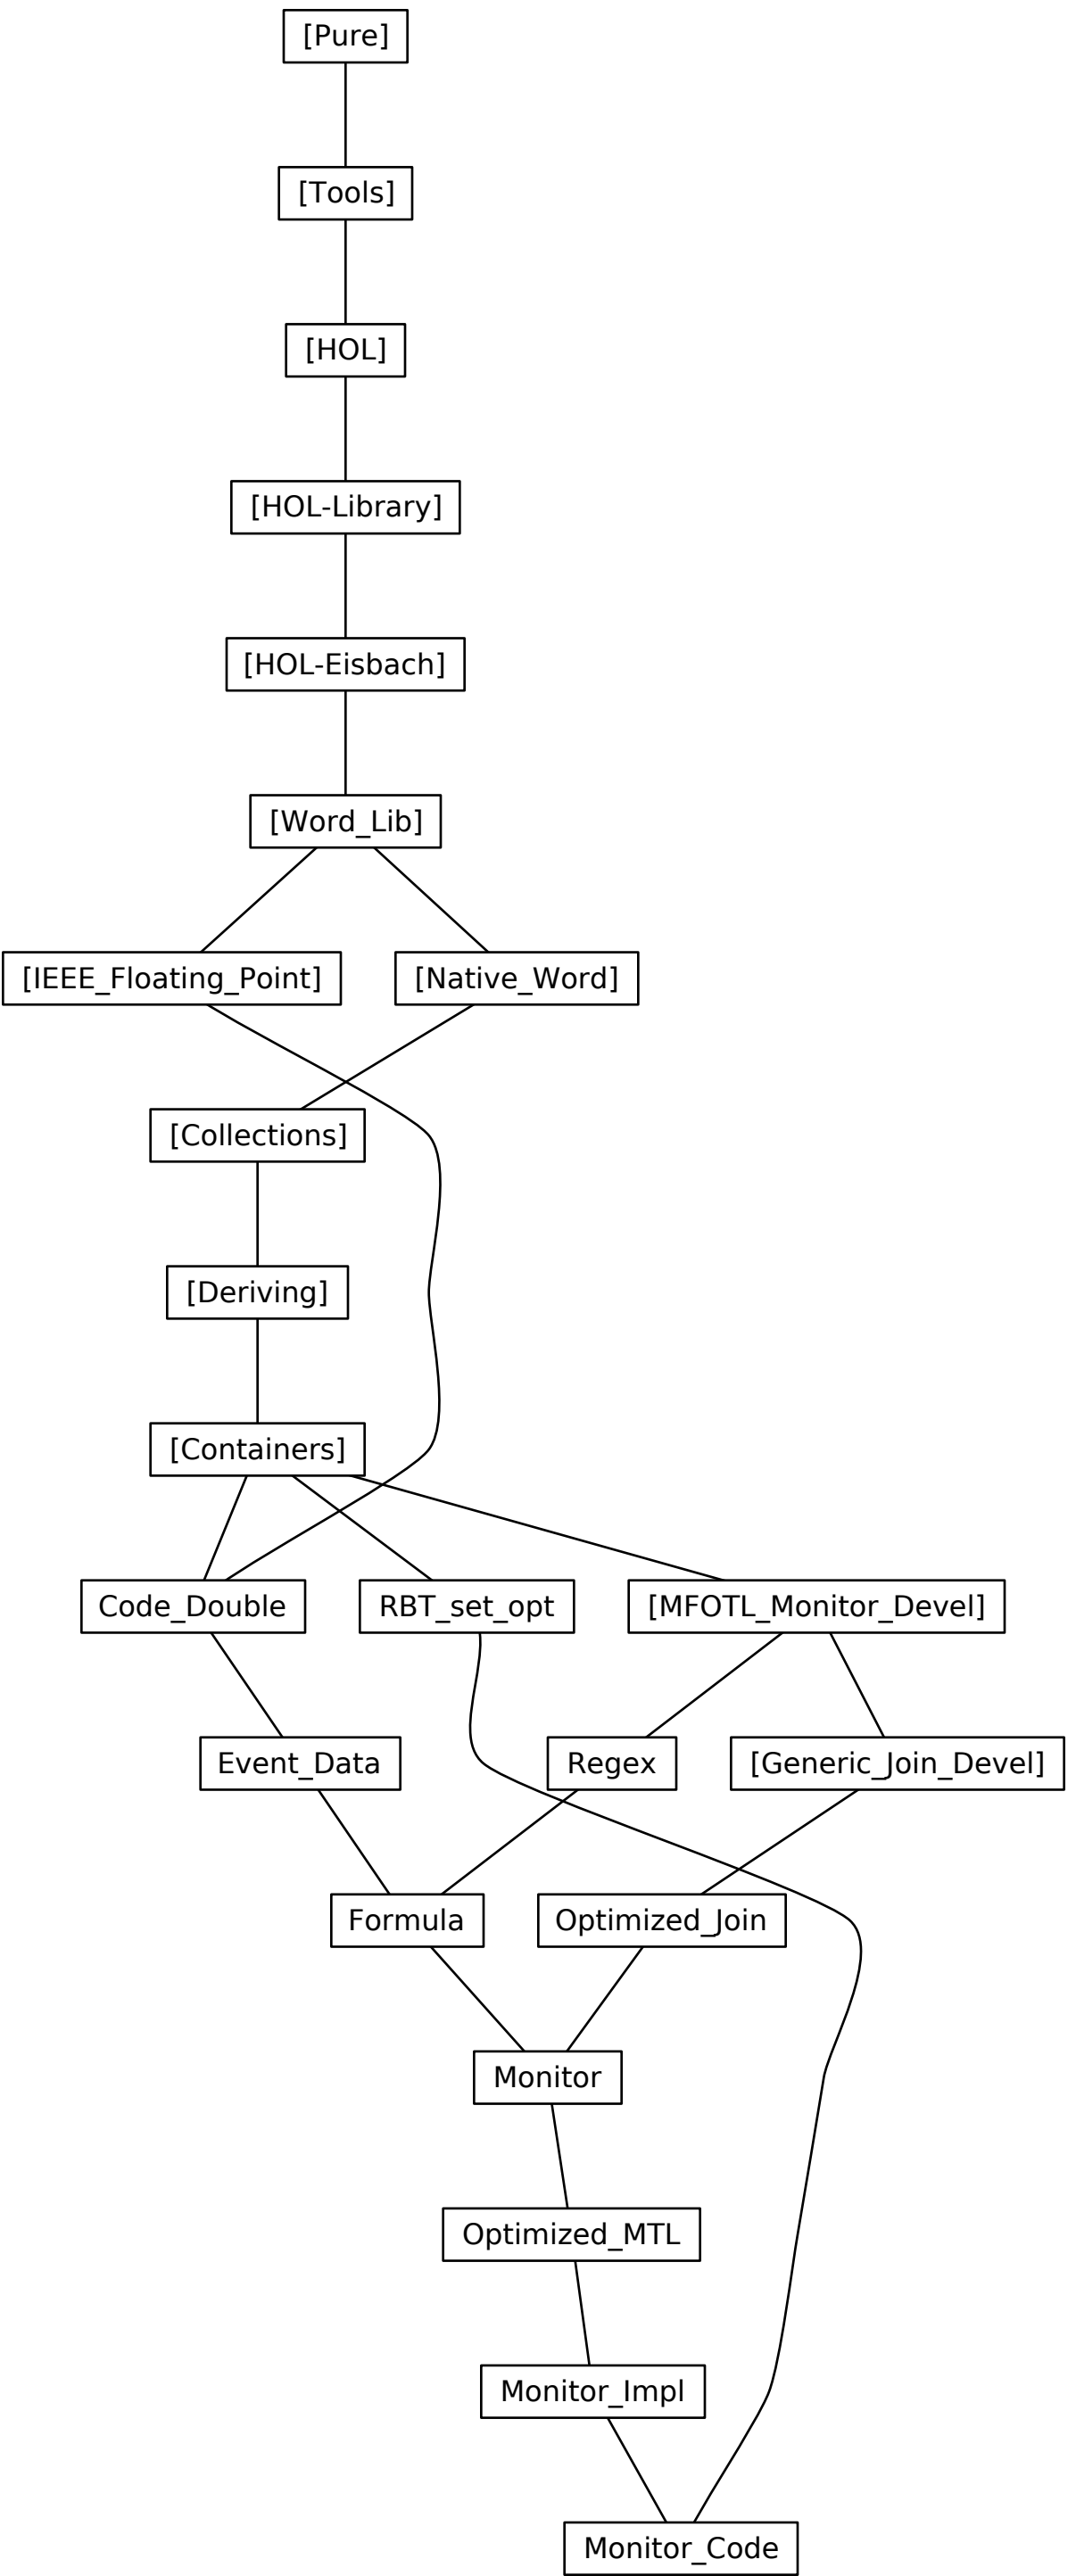 [Pure]
[Tools]
[HOL]
[HOL-Library]
[HOL-Eisbach]
[Word_Lib]
[IEEE_Floating_Point]
[Native_Word]
[Collections]
[Deriving]
[Containers]
Code_Double
RBT_set_opt
[MFOTL_Monitor_Devel]
Event_Data
Regex
[Generic_Join_Devel]
Formula
Optimized_Join
Monitor
Optimized_MTL
Monitor_Impl
Monitor_Code